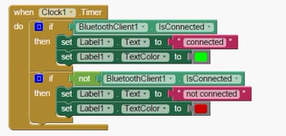 when Clock1 .Timer
do if BluetoothClient1 . IsConnected
then set Label1 . Text to " connected "
set Label1 . TextColor to
if not BluetoothClient1 . IsConnected
then set Label1 . Text to " not connected "
set Label1 . TextColor to